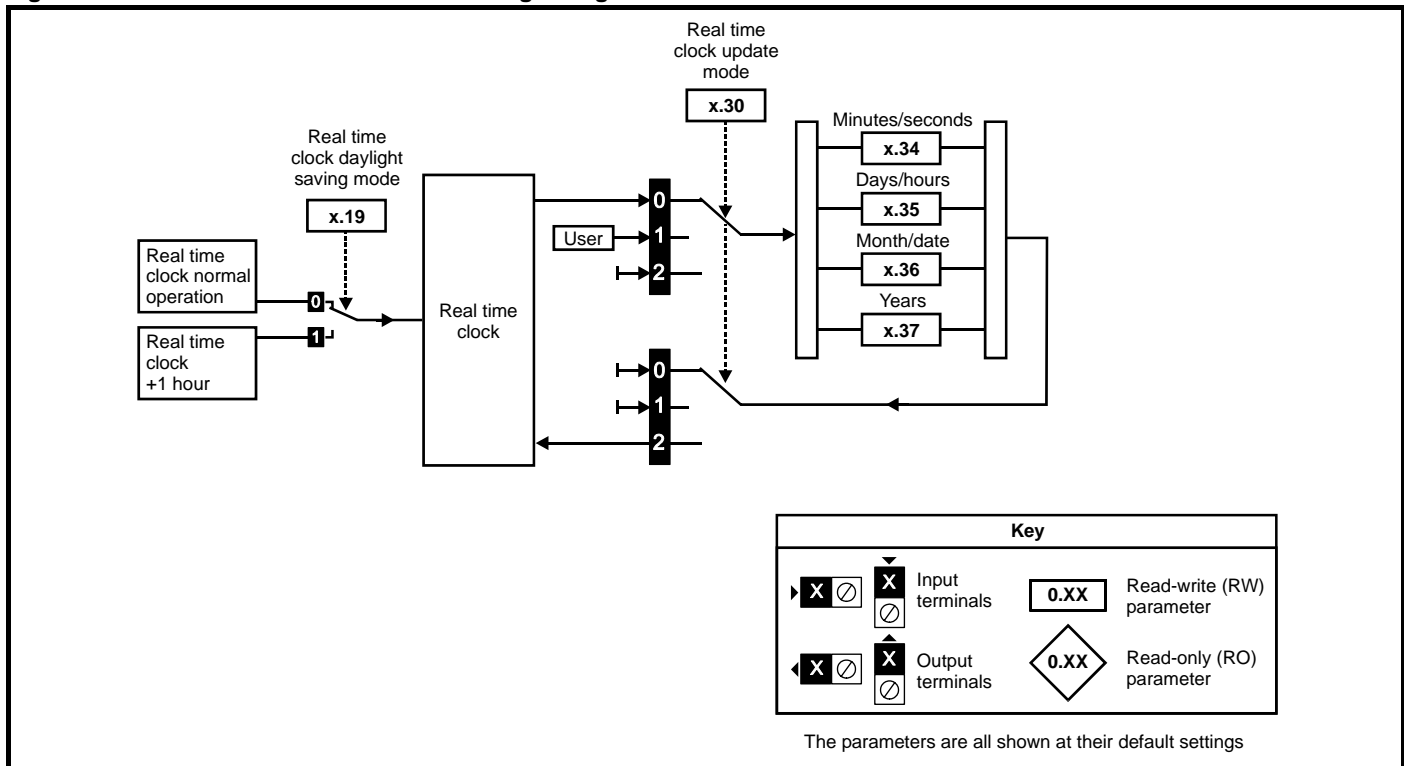 Real time
clock update
mode
x.30
Real time
clock daylight
saving mode
x.19
Real time
clock normal
operation
0
1
Real time
clock
+1 hour
Real time
clock
0
User
1
2
0
1
2
Minutes/seconds
x.34
Days/hours
x.35
Month/date
x.36
Years
x.37
Key
X
X
Input
terminals
0.XX
Read-write (RW)
parameter
X
X
Output
terminals
0.XX
Read-only (RO)
parameter
The parameters are all shown at their default settings